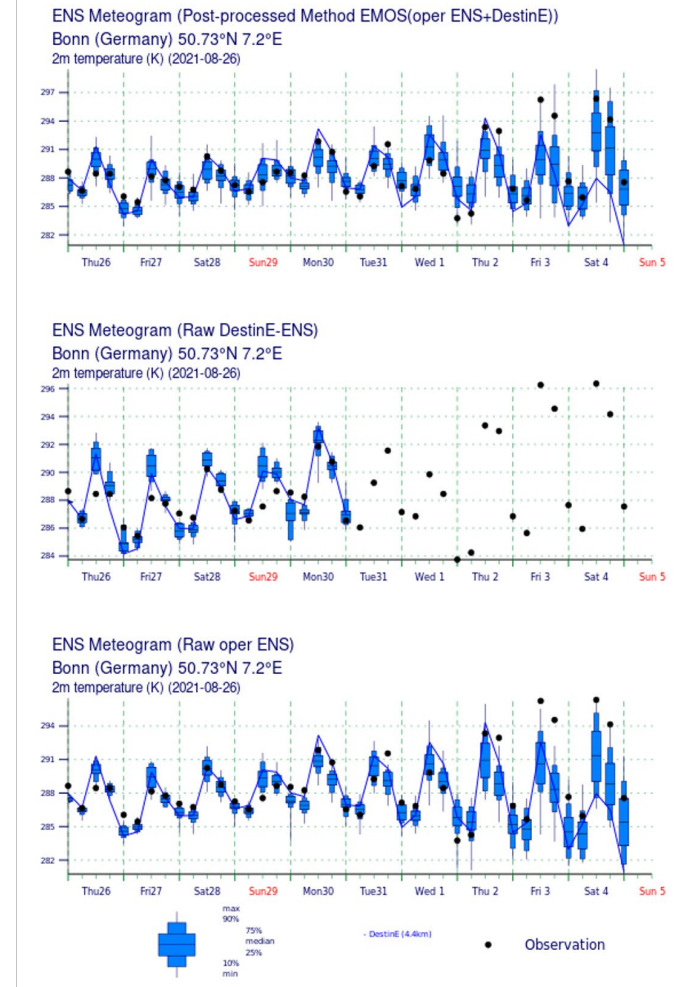 ENS Meteogram (Post-processed Method EMOS(oper ENS+DestinE))
Bonn (Germany) 50.73°N 7.2°E
2m temperature (K) (2021-08-26)
297
294
291
288
285
282
Thu26 Fri27 Sat28 Sun29 Mon30 Tue31 Wed 1 Thu 2 Fri 3 Sat 4 Sun 5
ENS Meteogram (Raw DestinE-ENS)
Bonn (Germany) 50.73°N 7.2°E
2m temperature (K) (2021-08-26)
296
294
292
290
288
286
284
Thu26 Fri27 Sat28 Sun29 Mon30 Tue31 Wed 1 Thu 2 Fri 3 Sat 4 Sun 5
ENS Meteogram (Raw oper ENS)
Bonn (Germany) 50.73°N 7.2°E
2m temperature (K) (2021-08-26)
294
291
288
285
282
Thu26 Fri27 Sat28 Sun29 Mon30 Tue31 Wed 1 Thu 2 Fri 3 Sat 4 Sun 5
max
90%
75%
median
25%
10%
min
- DestinE (4.4km)
Observation